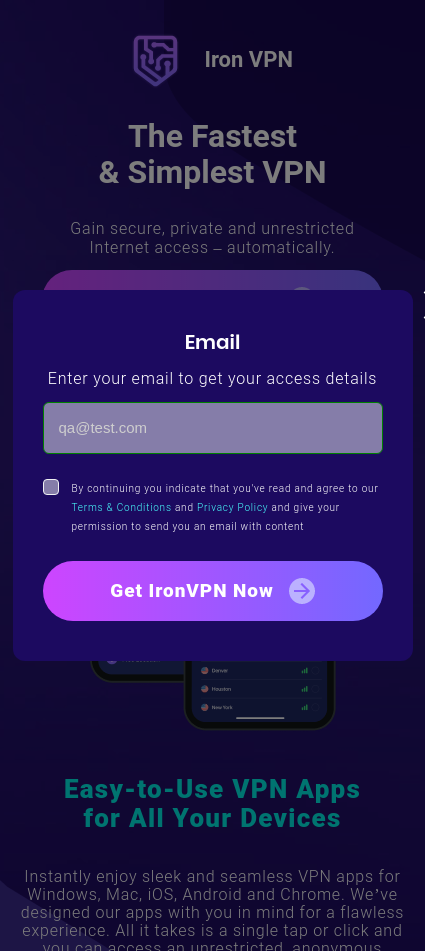 Iron VPN
The Fastest
& Simplest VPN
Gain secure, private and unrestricted
Internet access – automatically.
Email
Enter your email to get your access details
qa@test.com
By continuing you indicate that you've read and agree to our
Terms & Conditions and Privacy Policy and give your
permission to send you an email with content
Get IronVPN Now
Denver
Houston
New York
Easy-to-Use VPN Apps
for All Your Devices
Instantly enjoy sleek and seamless VPN apps for
Windows, Mac, iOS, Android and Chrome. We’ve
designed our apps with you in mind for a flawless
experience. All it takes is a single tap or click and
you can access an unrestricted, anonymous